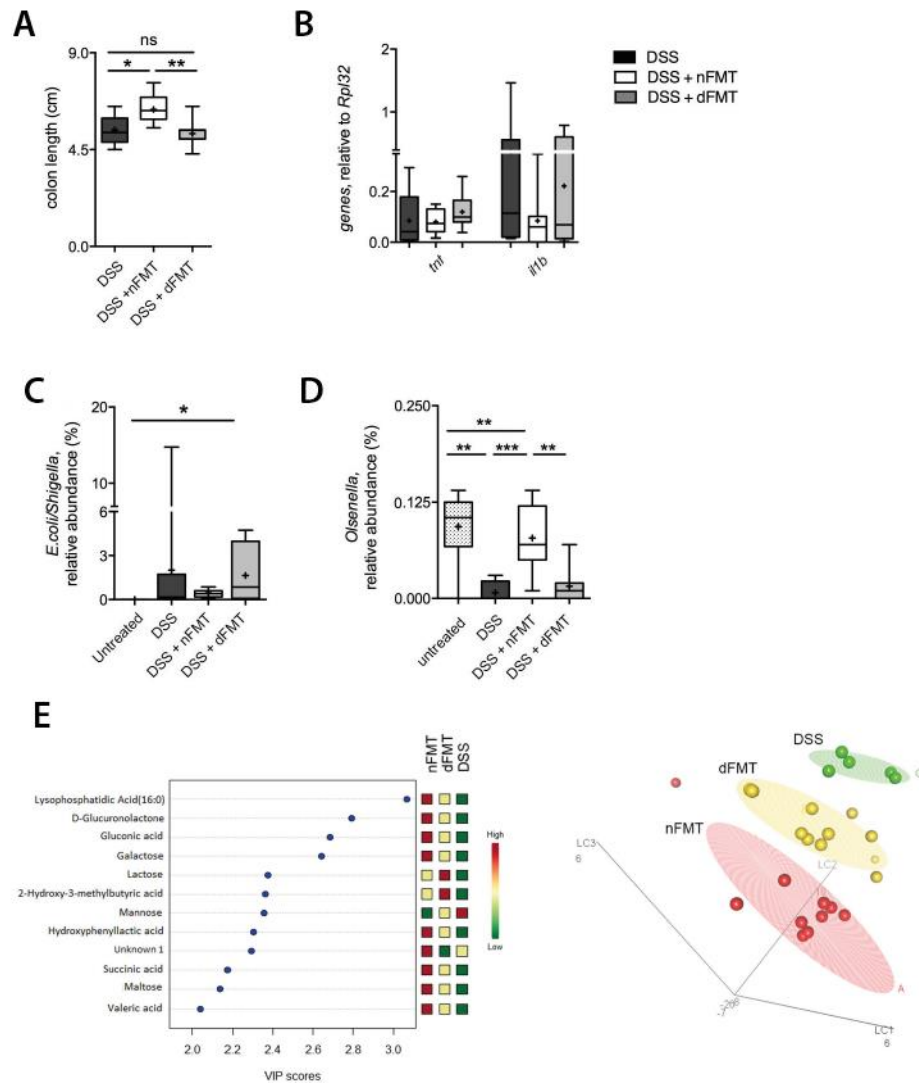 A
ns
*
**
9.0
4.5
0.0
colon length (cm)
DSS
DSS +nFMT
DSS + dFMT
B
2
1
0.2
0.0
genes, relative to Rpl32
tnf
il1b
DSS
DSS + nFMT
DSS + dFMT
C
*
20
10
6
3
0
E.coli/Shigella,
relative abundance (%)
Untreated
DSS
DSS + nFMT
DSS + dFMT
D
**
**
***
**
0.250
0.125
0.000
Olsenella,
relative abundance (%)
untreated
DSS
DSS + nFMT
DSS + dFMT
E
nFMT
dFMT
DSS
Lysophosphatidic Acid[16:0)
D-Glucuronolactone
Gluconic acid
Galactose
Lactose
2-Hydroxy-3-methylbutyric acid
Mannose
Hydroxyphenyllactic acid
Unknown 1
Succinic acid
Maltose
Valeric acid
2.0 2.2 2.4 2.6 2.8 3.0
VIP scores
High
Low
DSS
dFMT
nFMT
LC3
6
LC2
A
LC1
6